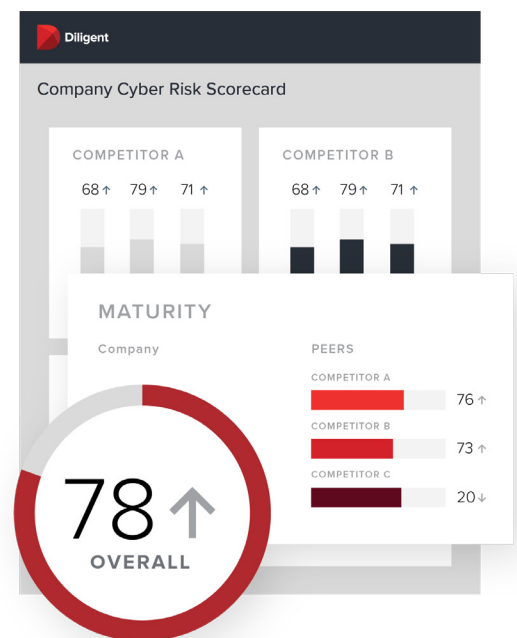 Diligent
Company Cyber Risk Scorecard
COMPETITOR A
68↑ 79↑ 71 ↑
COMPETITOR B
68↑ 79↑ 71 ↑
MATURITY
Company
PEERS
COMPETITOR A
76 ↑
COMPETITOR B
73 ↑
COMPETITOR C
20↓
78↑
OVERALL